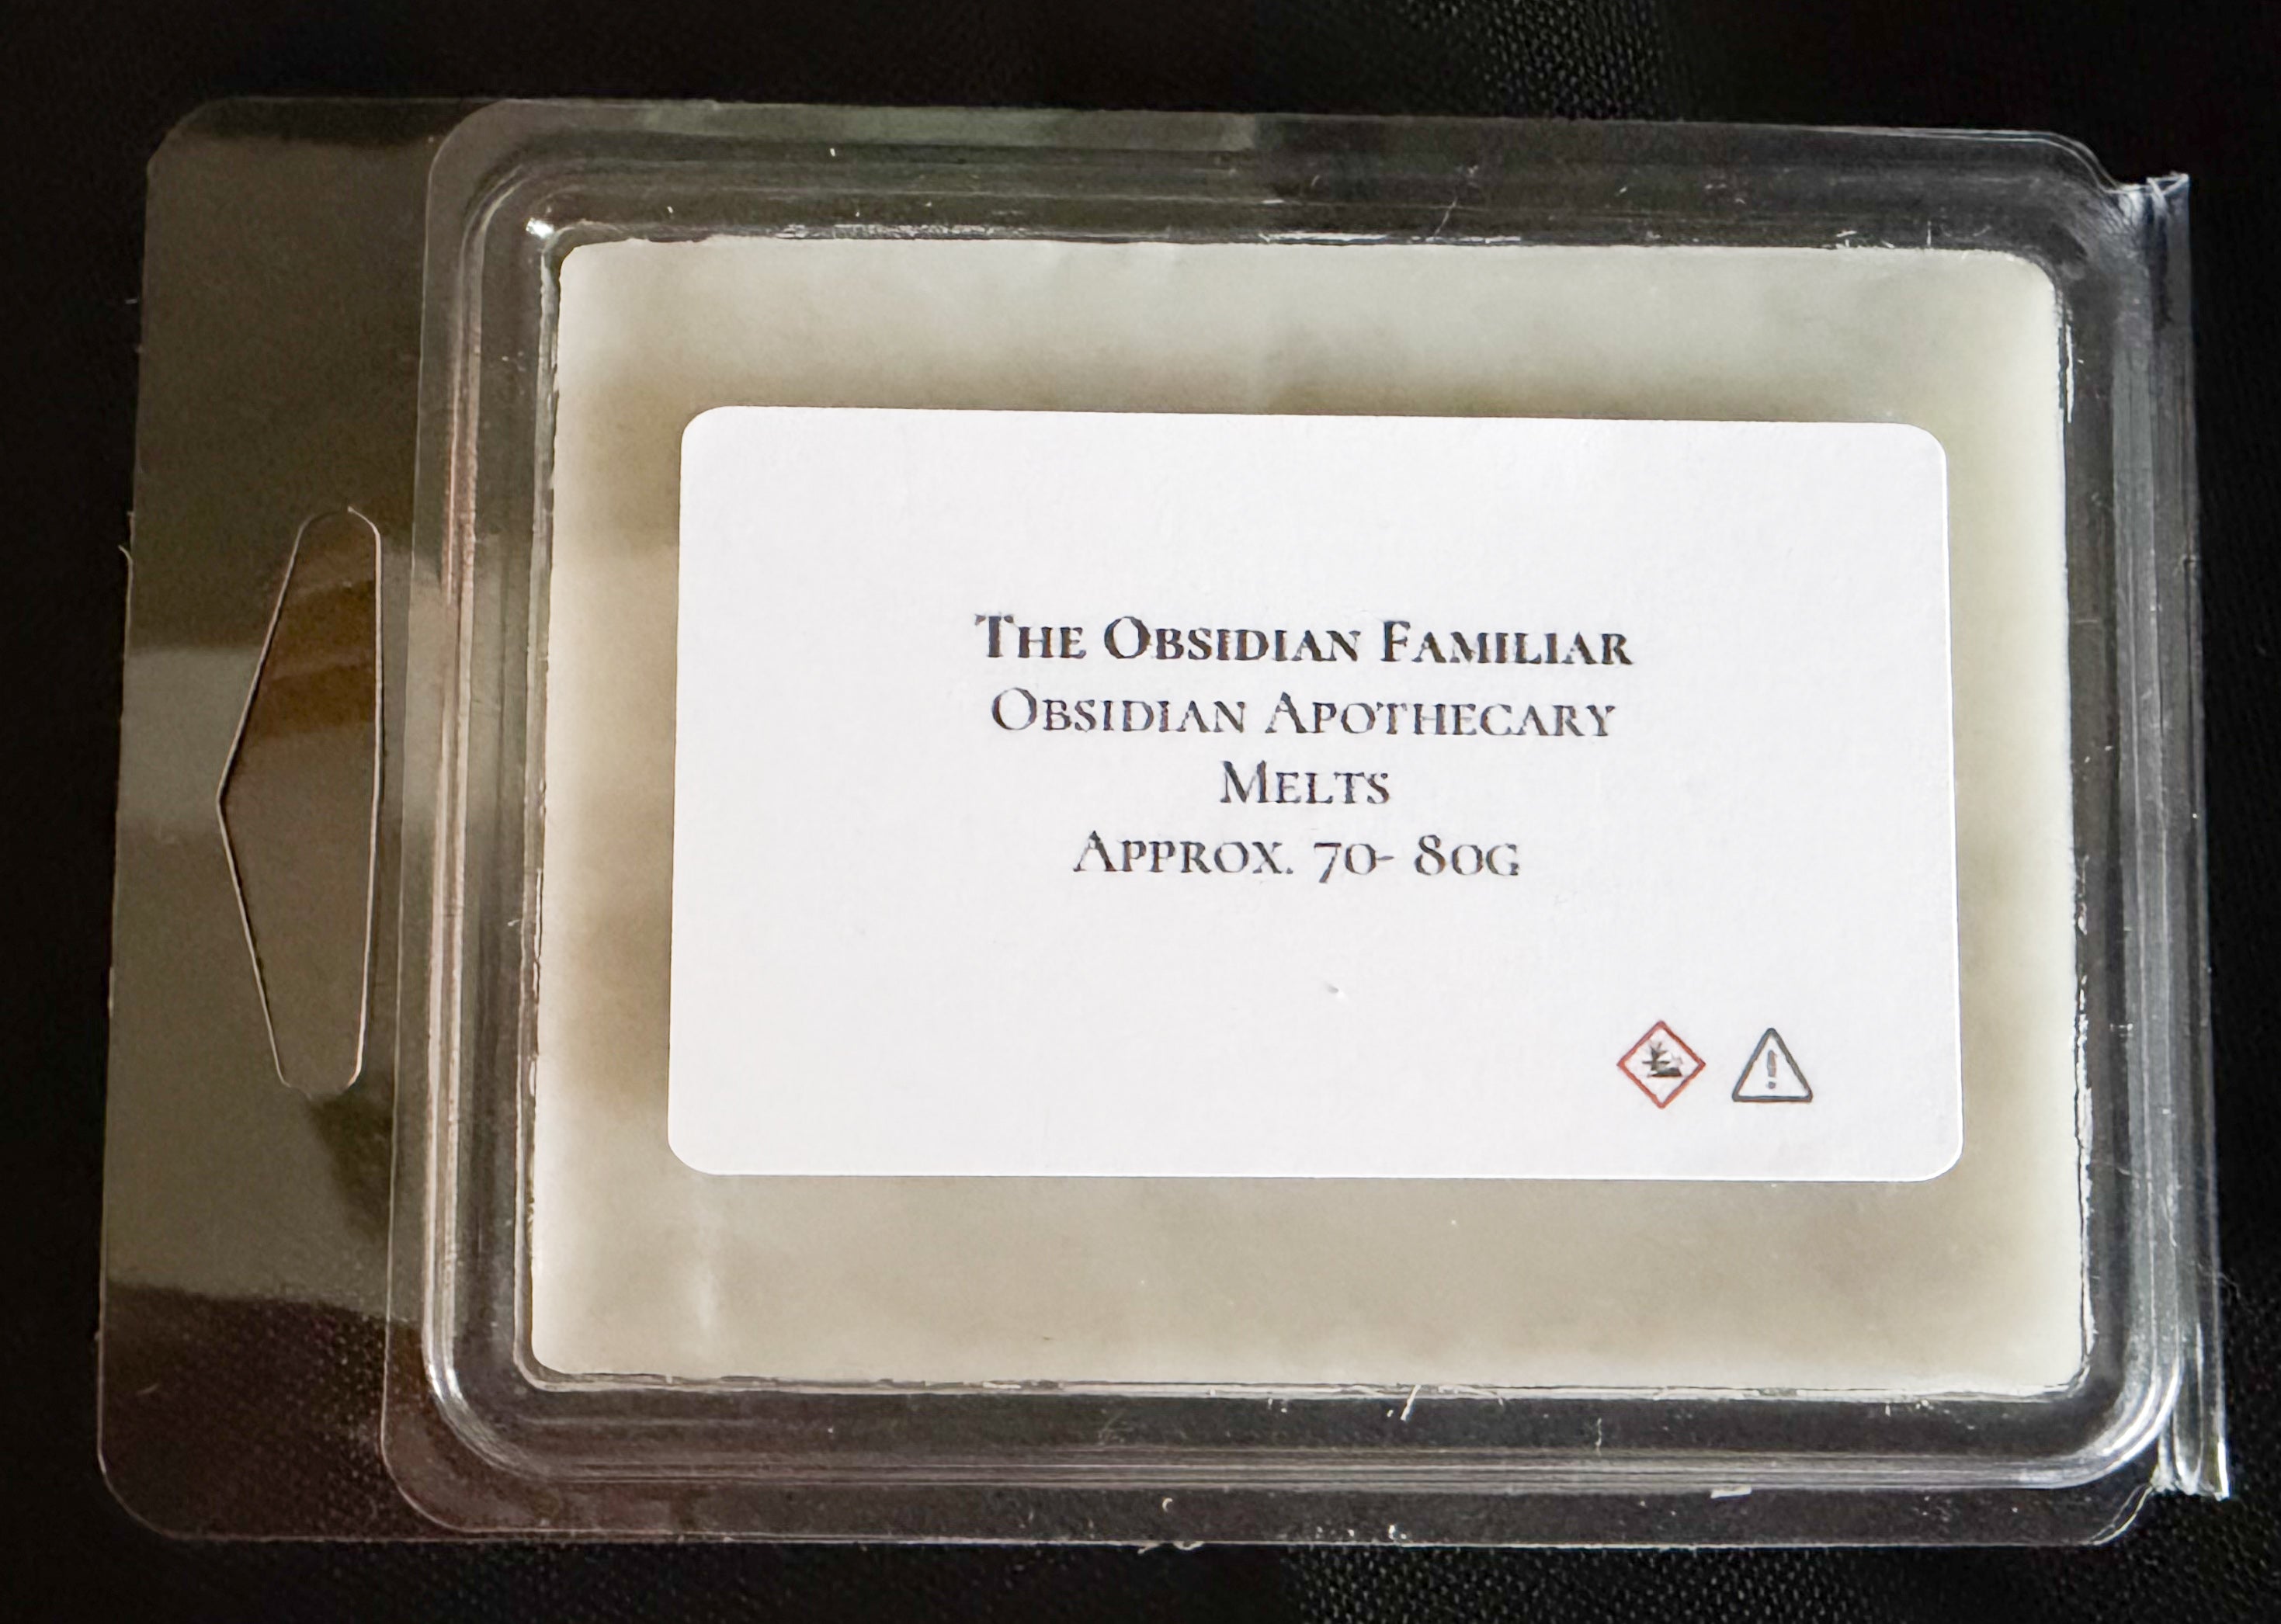 The Obsidian Familiar
Obsidian Apothecary
Melts
Approx. 70- 80g